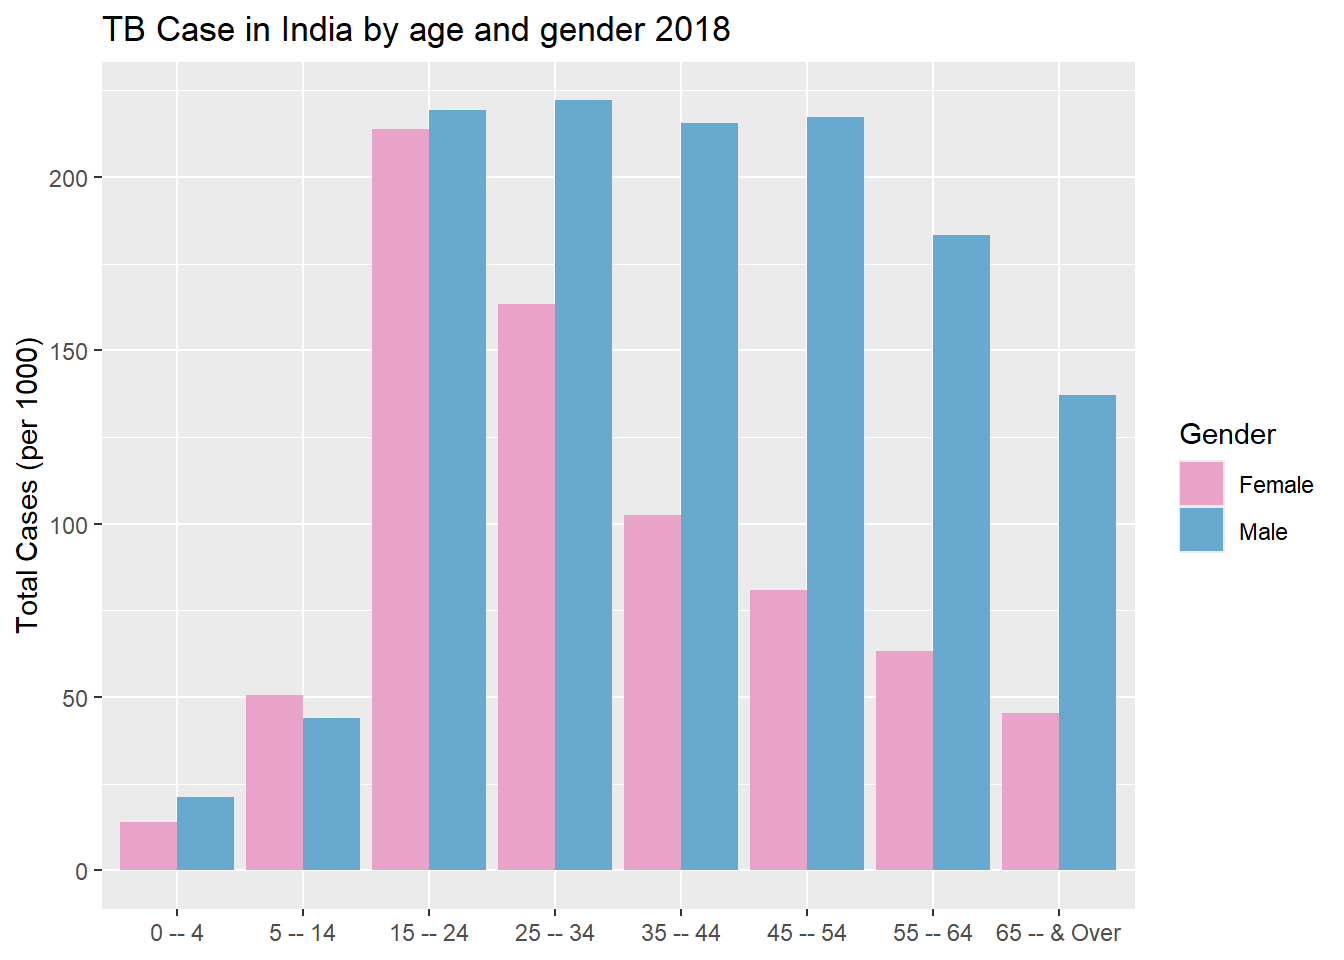 TB Case in India by age and gender 2018
Total Cases (per 1000)
200
150
100
50
0
0 -- 4
5 -- 14
15 -- 24
25 -- 34
35 -- 44
45 -- 54
55 -- 64
65 -- & Over
Gender
Female
Male